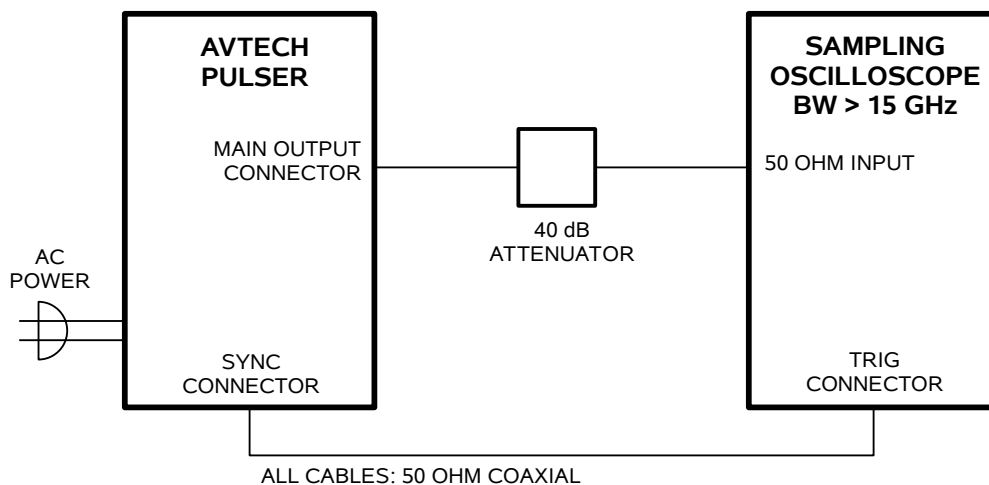 AVTECH
PULSER
SAMPLING
OSCILLOSCOPE
BW > 15 GHz
MAIN OUTPUT
CONNECTOR
50 OHM INPUT
40 dB
ATTENUATOR
AC
POWER
SYNC
CONNECTOR
TRIG
CONNECTOR
ALL CABLES: 50 OHM COAXIAL